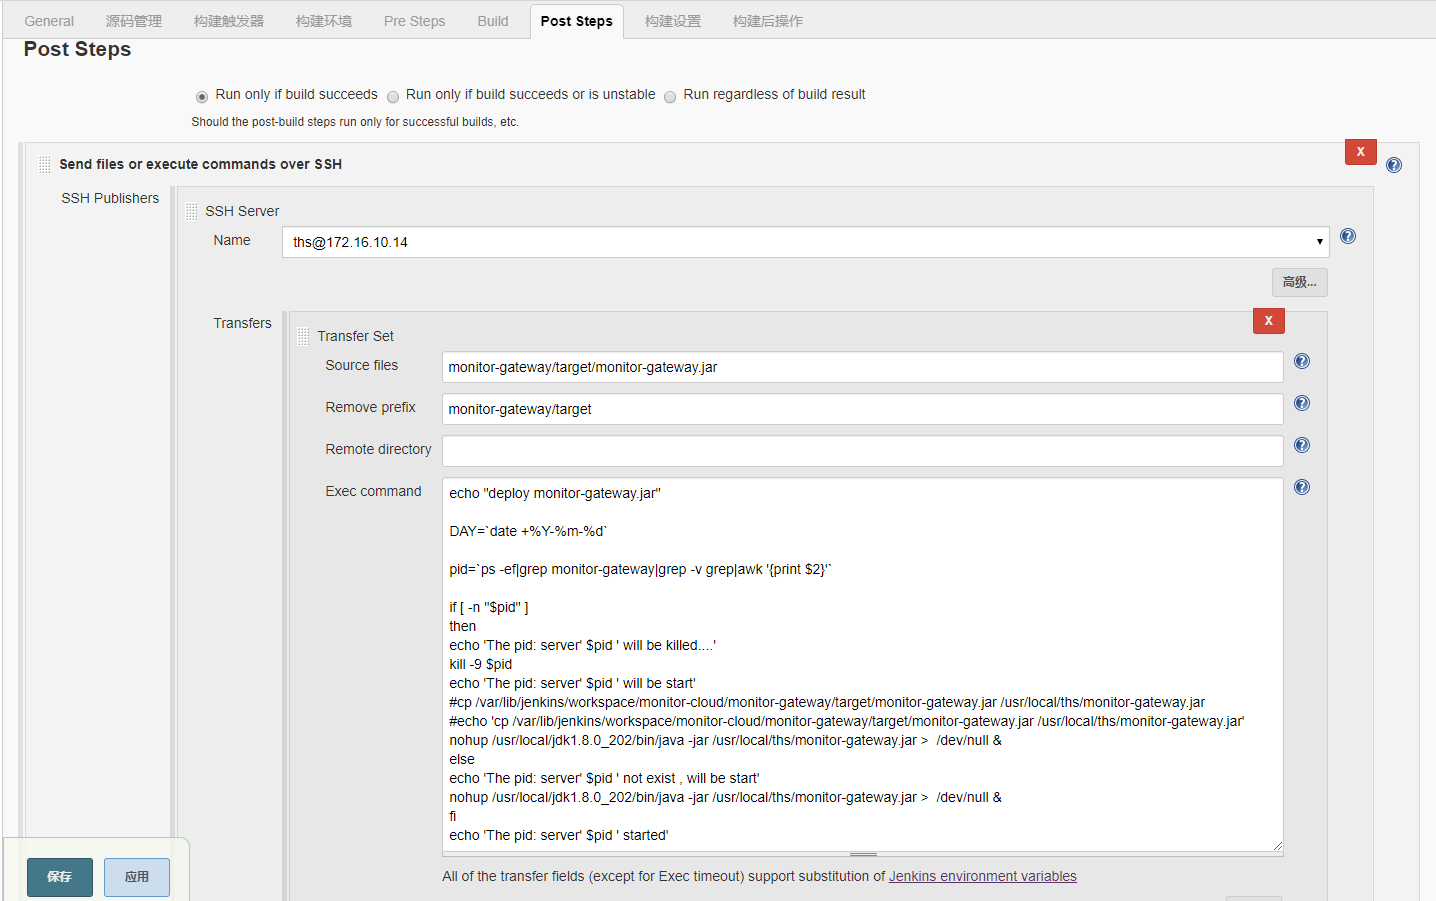 General 源码管理 构建触发器 构建环境 Pre Steps Build Post Steps 构建设置 构建后操作
Post Steps
Run only if build succeeds Run only if build succeeds or is unstable Run regardless of build result
Should the post-build steps run only for successful builds, etc.
X
Send files or execute commands over SSH
SSH Publishers
SSH Server
Name ths@172.16.10.14
高级...
Transfers
X
Transfer Set
Source files monitor-gateway/target/monitor-gateway.jar
Remove prefix monitor-gateway/target
Remote directory
Exec command
echo "deploy monitor-gateway.jar"
DAY=`date +%Y-%m-%d`
pid=`ps -ef|grep monitor-gateway|grep -v grep|awk '{print $2}'`
if [ -n "$pid" ]
then
echo 'The pid: server' $pid ' will be killed....'
kill -9 $pid
echo 'The pid: server' $pid ' will be start'
#cp /var/lib/jenkins/workspace/monitor-cloud/monitor-gateway/target/monitor-gateway.jar /usr/local/ths/monitor-gateway.jar
#echo 'cp /var/lib/jenkins/workspace/monitor-cloud/monitor-gateway/target/monitor-gateway.jar /usr/local/ths/monitor-gateway.jar'
nohup /usr/local/jdk1.8.0_202/bin/java -jar /usr/local/ths/monitor-gateway.jar >  /dev/null &
else
echo 'The pid: server' $pid ' not exist , will be start'
nohup /usr/local/jdk1.8.0_202/bin/java -jar /usr/local/ths/monitor-gateway.jar >  /dev/null &
fi
echo 'The pid: server' $pid ' started'
All of the transfer fields (except for Exec timeout) support substitution of Jenkins environment variables
保存 应用